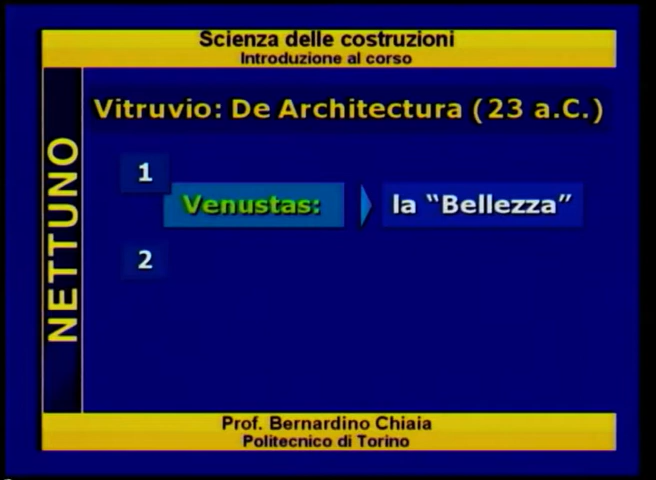 Scienza delle costruzioni
Introduzione al corso
NETTUNO
Vitruvio: De Architectura (23 a.C.)
1
Venustas:
la “Bellezza”
2
Prof. Bernardino Chiaia
Politecnico di Torino